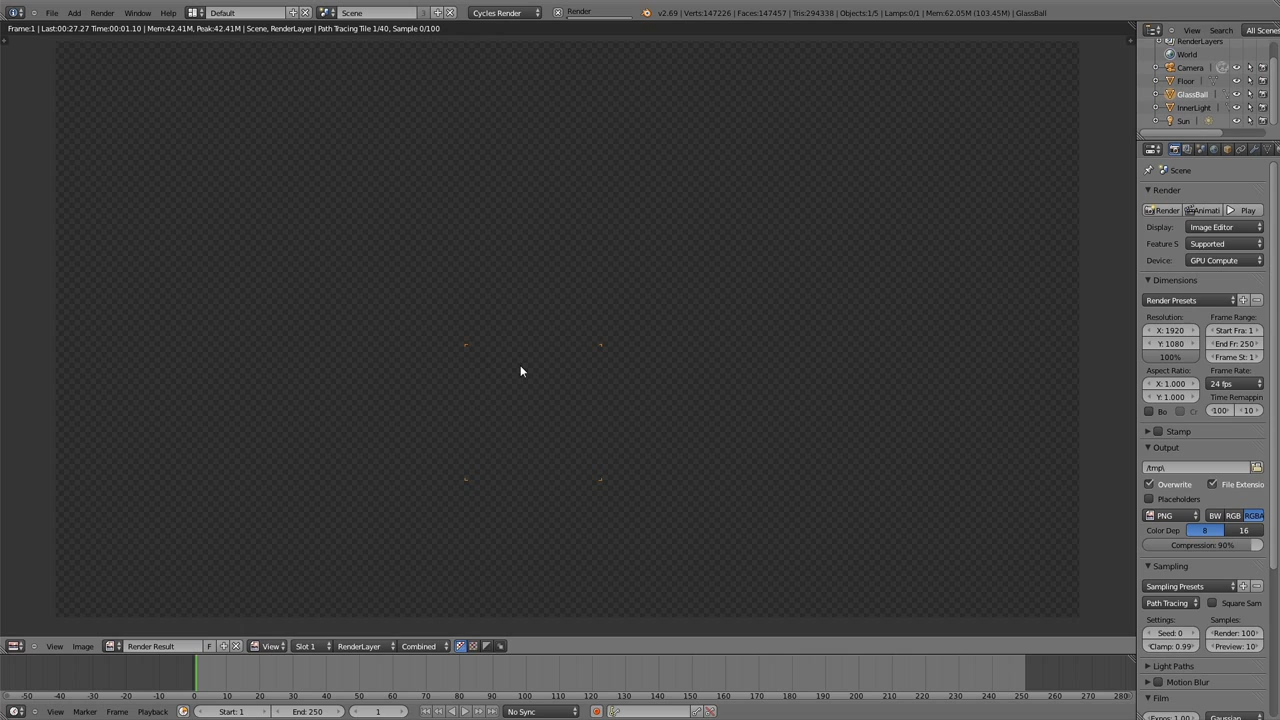 File Add Render Window Help Default Scene 3 Cycles Render Render v2.69 | Verts:147226 | Faces:147457 | Tris:294338 | Objects:1/5 | Lamps:0/1 | Mem:62.05M (103.45M) | GlassBall
Frame:1 | Last:00:27.27 Time:00:01.10 | Mem:42.41M, Peak:42.41M | Scene, RenderLayer | Path Tracing Tile 1/40, Sample 0/100
View Search All Scenes
RenderLayers
World
Camera
Floor
GlassBall
InnerLight
Sun
Scene
Render
Render Animati Play
Display: Image Editor
Feature S Supported
Device: GPU Compute
Dimensions
Render Presets
Resolution: Frame Range:
X: 1920 Start Fra: 1
Y: 1080 End Fr: 250
100% Frame St: 1
Aspect Ratio: Frame Rate:
X: 1.000 24 fps
Y: 1.000 Time Remappin
Bo Cr 100 10
Stamp
Output
/tmp\
Overwrite File Extensio
Placeholders
PNG BW RGB RGBA
Color Dep 8 16
Compression: 90%
Sampling
Sampling Presets
Path Tracing Square Sam
Settings: Samples:
Seed: 0 Render: 100
Clamp: 0.99 Preview: 10
Light Paths
Motion Blur
Film
Expos: 1.00 Gaussian
View Image Render Result F View Slot 1 RenderLayer Combined
-50 -40 -30 -20 -10 0 10 20 30 40 50 60 70 80 90 100 110 120 130 140 150 160 170 180 190 200 210 220 230 240 250 260 270 280
View Marker Frame Playback Start: 1 End: 250 1 No Sync